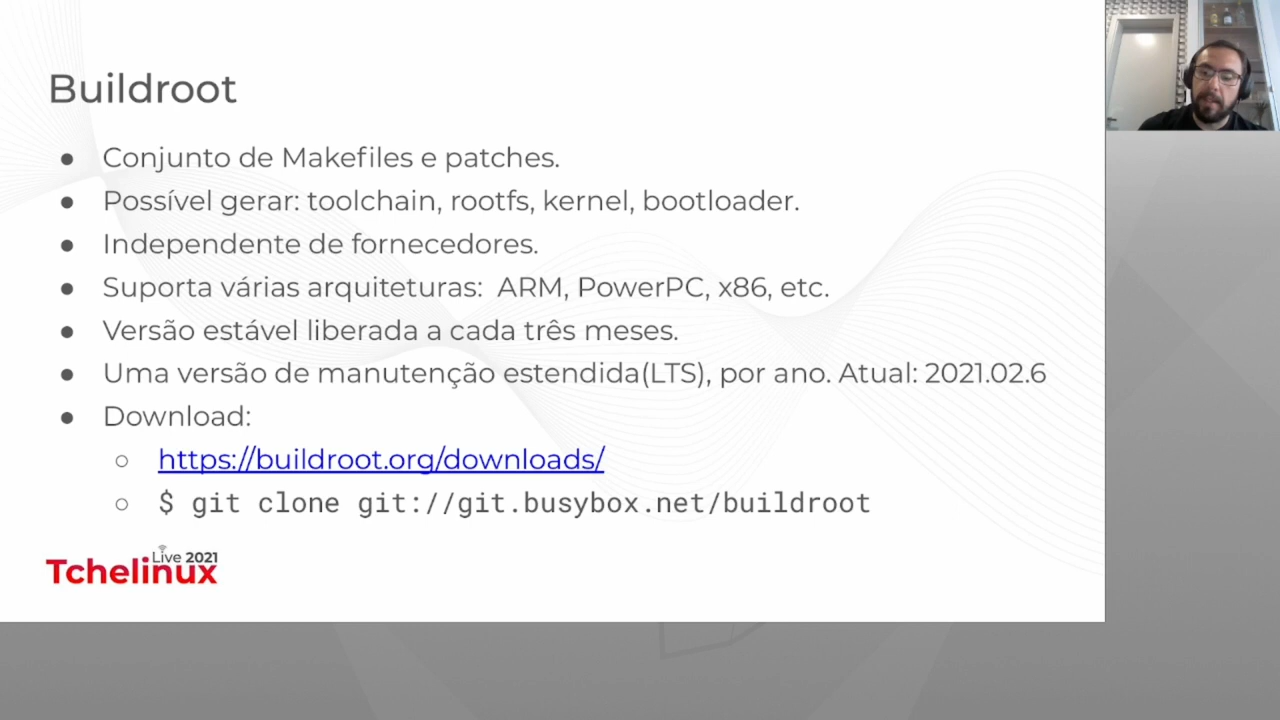 Buildroot
● Conjunto de Makefiles e patches.
● Possível gerar: toolchain, rootfs, kernel, bootloader.
● Independente de fornecedores.
● Suporta várias arquiteturas:  ARM, PowerPC, x86, etc.
● Versão estável liberada a cada três meses.
● Uma versão de manutenção estendida(LTS), por ano. Atual: 2021.02.6
● Download:
○ https://buildroot.org/downloads/
○ $ git clone git://git.busybox.net/buildroot
Live 2021
Tchelinux